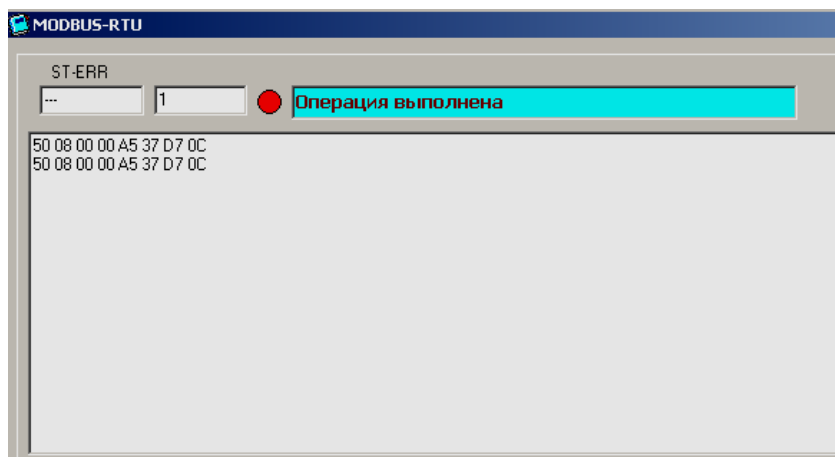 MODBUS-RTU
ST-ERR
--- 1 Операция выполнена
50 08 00 00 A5 37 D7 0C
50 08 00 00 A5 37 D7 0C